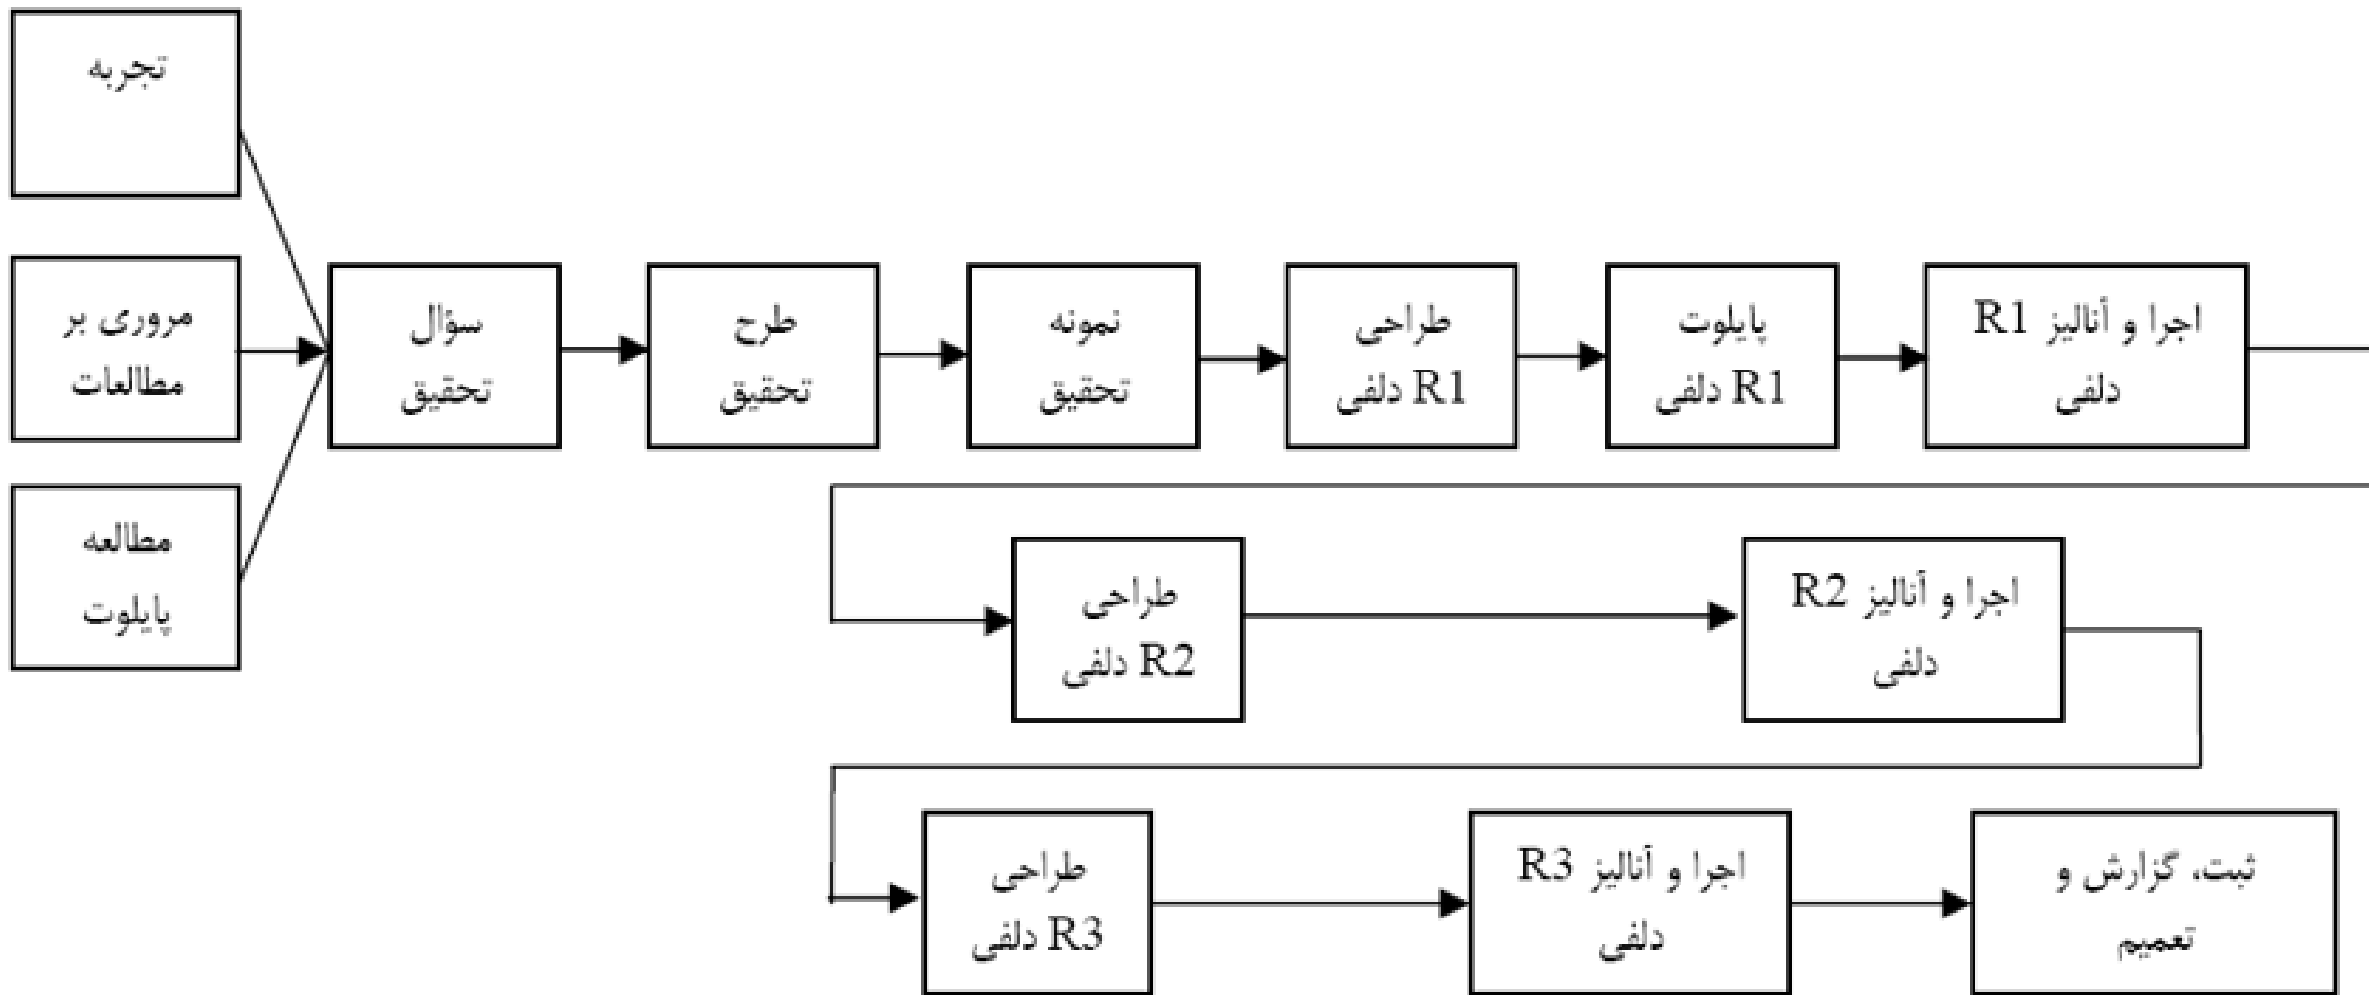 تجربه
مروری بر
مطالعات
مطالعه
پایلوت
سؤال
تحقیق
طرح
تحقیق
نمونه
تحقیق
طراحی
R1 دلفی
پایلوت
R1 دلفی
اجرا و آنالیز R1
دلفی
طراحی
R2 دلفی
اجرا و آنالیز R2
دلفی
طراحی
R3 دلفی
اجرا و آنالیز R3
دلفی
ثبت، گزارش و
تعمیم